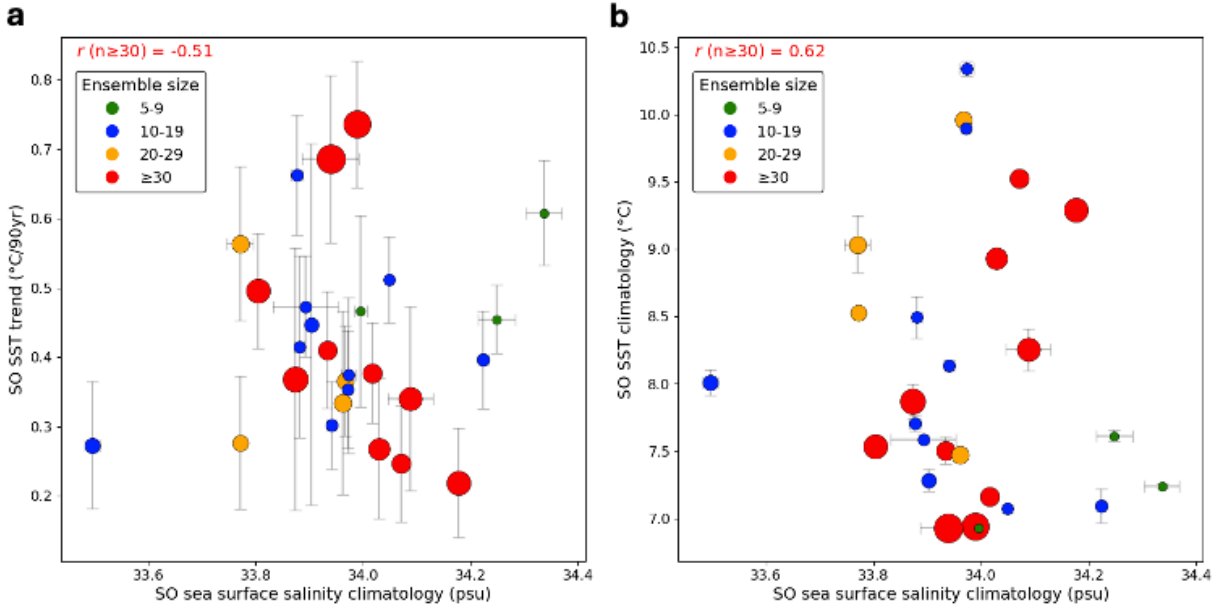 a
r (n≥30) = -0.51
Ensemble size
5-9
10-19
20-29
≥30
0.8
0.7
0.6
0.5
0.4
0.3
0.2
SO SST trend (°C/90yr)
33.6 33.8 34.0 34.2 34.4
SO sea surface salinity climatology (psu)
b
r (n≥30) = 0.62
Ensemble size
5-9
10-19
20-29
≥30
10.5
10.0
9.5
9.0
8.5
8.0
7.5
7.0
SO SST climatology (°C)
33.6 33.8 34.0 34.2 34.4
SO sea surface salinity climatology (psu)